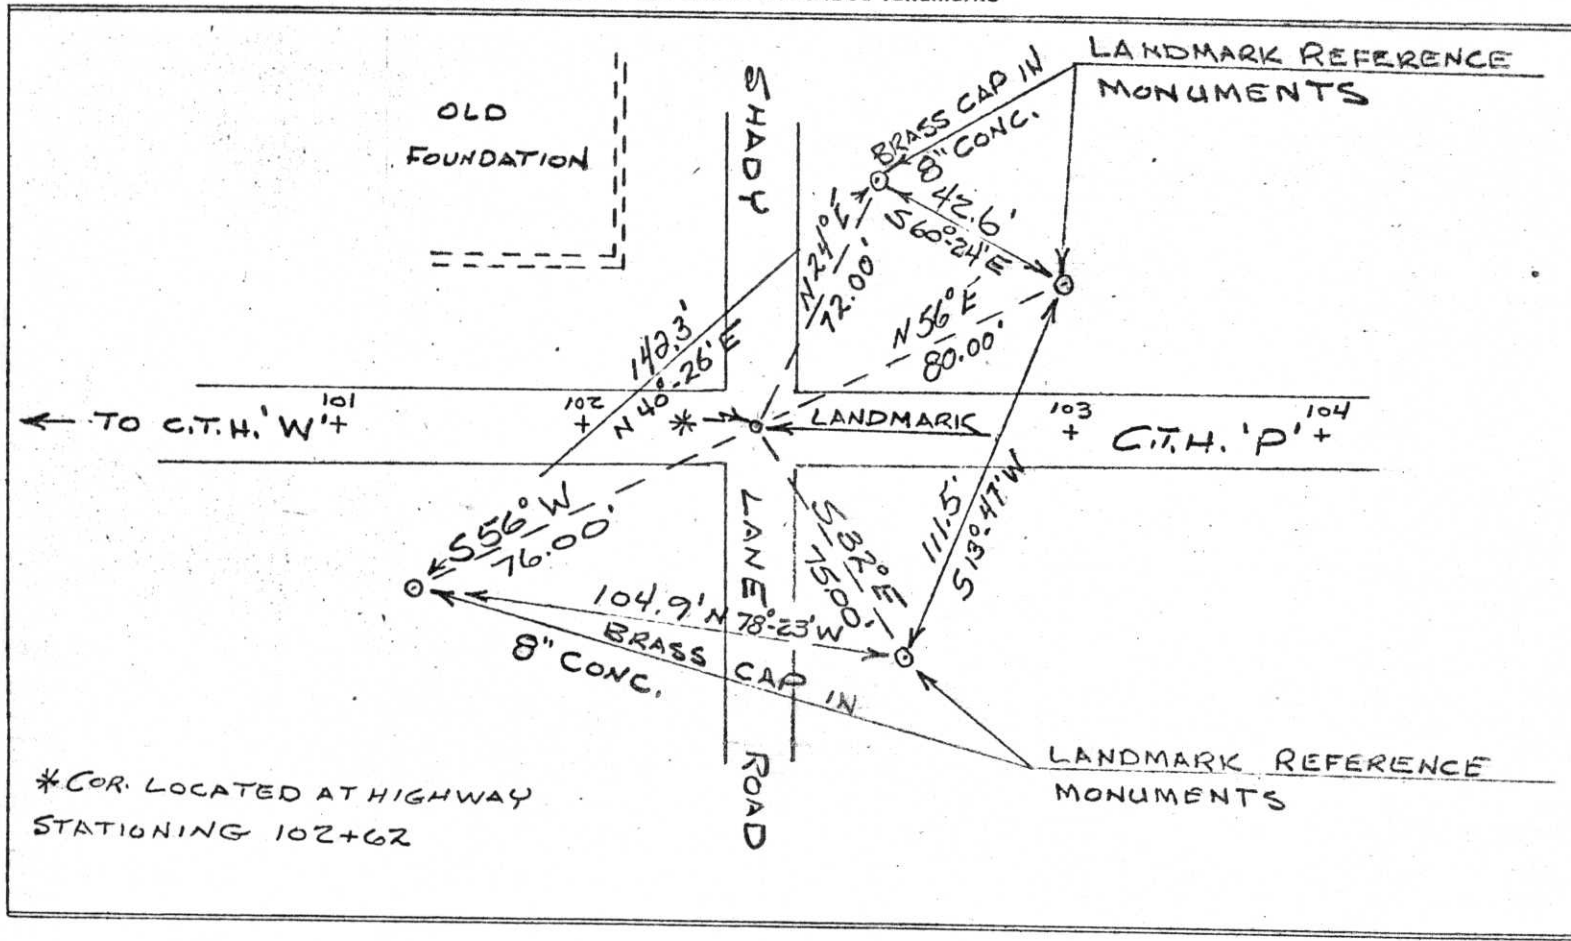 LANDMARK REFERENCE
MONUMENTS
BRASS CAP IN
8" CONC.
OLD
FOUNDATION
SHADY
42.6'
S60°-24'E
N24°E
72.00'
N56°E
80.00'
142.3'
N40°-26'E
← TO C.T.H. 'W'
101
+
102
+
*
LANDMARK
103
+
C.T.H. 'P'
104
+
S56°W
76.00'
LANE
S32°E
75.00'
111.5'
S13°-47'W
104.9' N78°-23'W
BRASS CAP IN
8" CONC.
ROAD
LANDMARK REFERENCE
MONUMENTS
* COR. LOCATED AT HIGHWAY
STATIONING 102+62